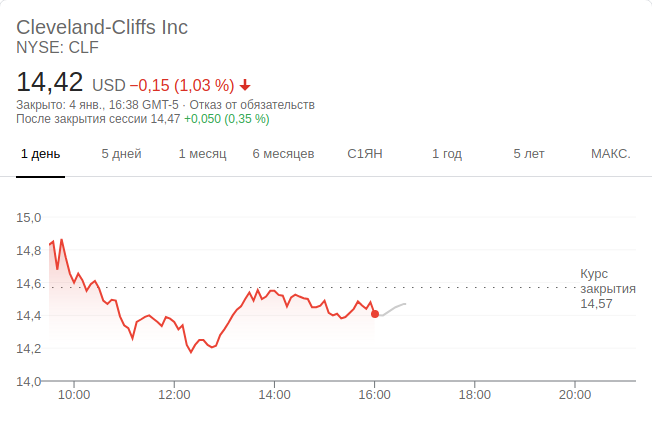 Cleveland-Cliffs Inc
NYSE: CLF
14,42 USD −0,15 (1,03 %)
Закрыто: 4 янв., 16:38 GMT-5 · Отказ от обязательств
После закрытия сессии 14,47 +0,050 (0,35 %)
1 день 5 дней 1 месяц 6 месяцев С1ЯН 1 год 5 лет МАКС.
15,0
14,8
14,6
14,4
14,2
14,0
Курс
закрытия
14,57
10:00 12:00 14:00 16:00 18:00 20:00